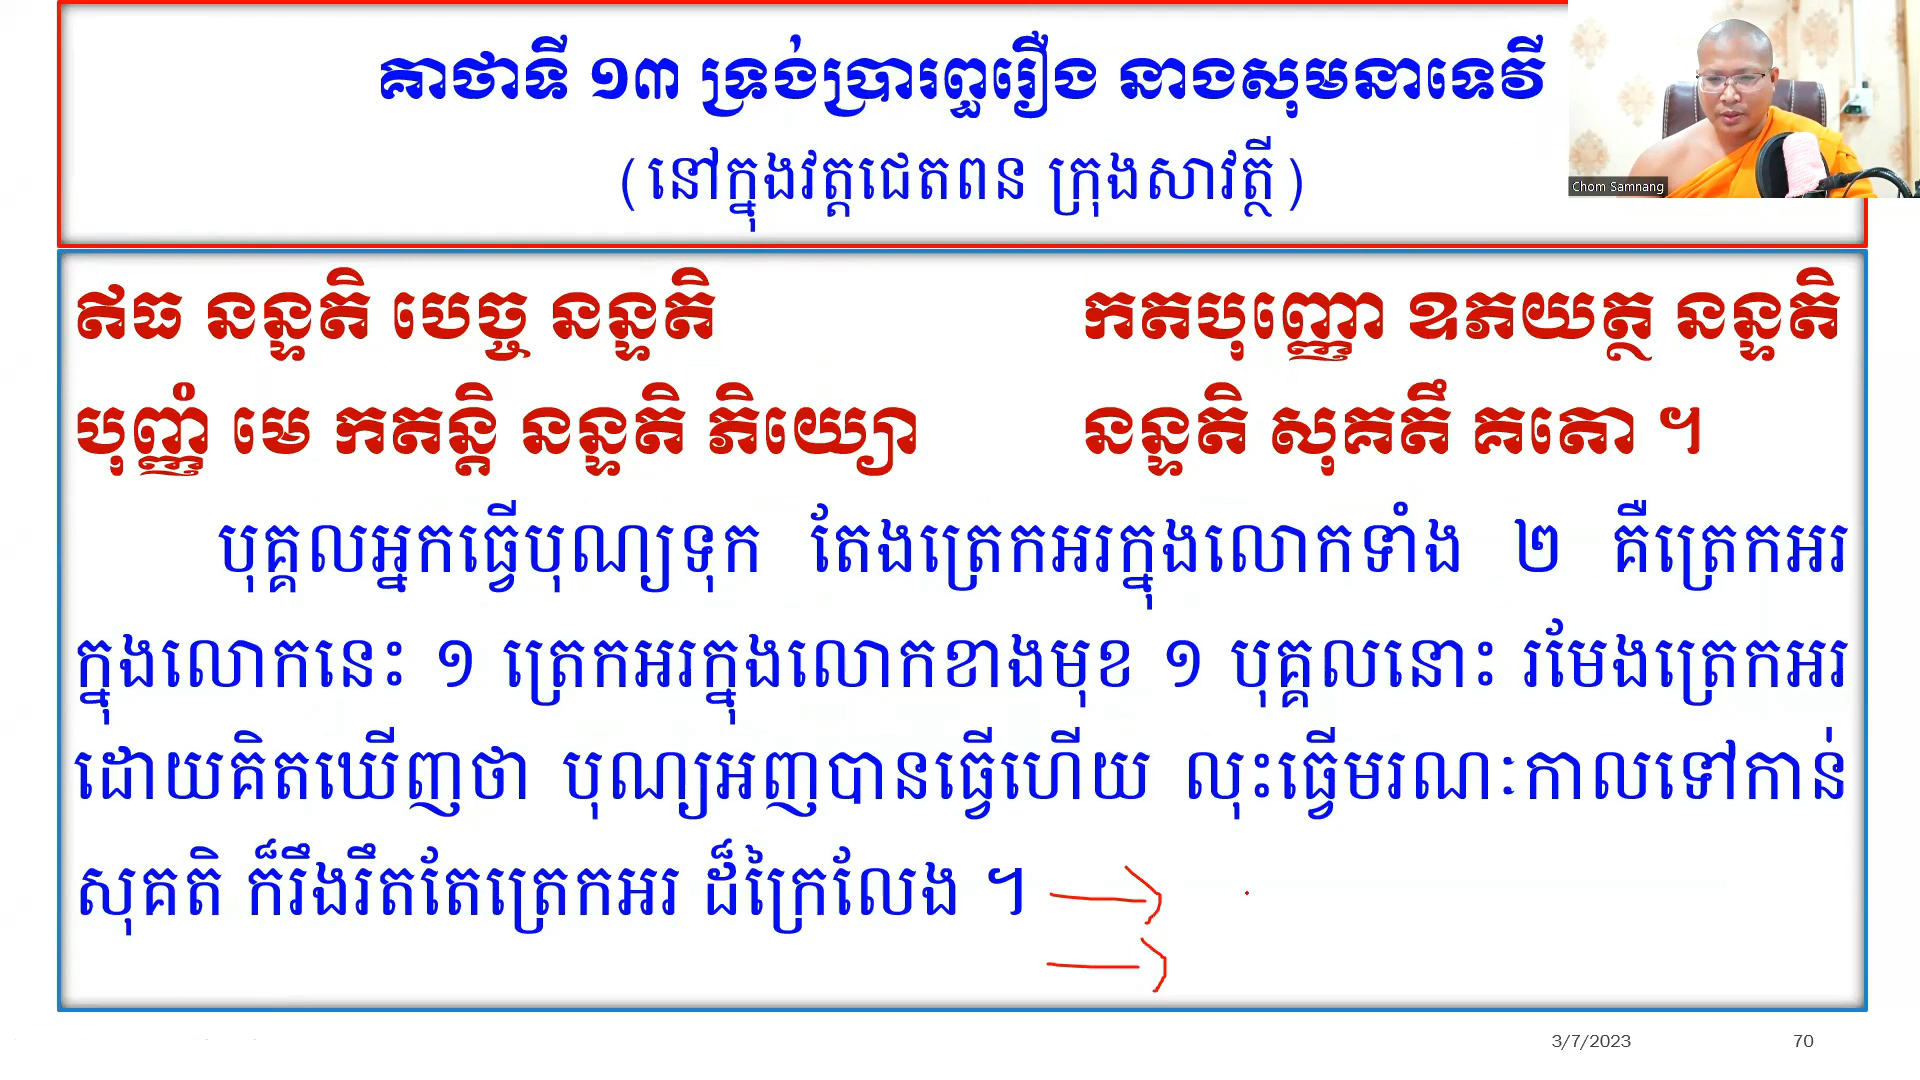 គាថាទី ១៣ ទ្រង់ប្រារព្ធរឿង នាងសុមនាទេវី
(នៅក្នុងវត្តជេតពន ក្រុងសាវត្ថី)
Chom Samnang
ឥធ នន្ទតិ បេច្ច នន្ទតិ កតបុញ្ញោ ឧភយត្ថ នន្ទតិ
បុញ្ញំ មេ កតន្តិ នន្ទតិ ភិយ្យោ នន្ទតិ សុគតឹ គតោ ។
បុគ្គលអ្នកធ្វើបុណ្យទុក តែងត្រេកអរក្នុងលោកទាំង ២ គឺត្រេកអរ
ក្នុងលោកនេះ ១ ត្រេកអរក្នុងលោកខាងមុខ ១ បុគ្គលនោះ រមែងត្រេកអរ
ដោយគិតឃើញថា បុណ្យអញបានធ្វើហើយ លុះធ្វើមរណៈកាលទៅកាន់
សុគតិ ក៏រឹងរឹតតែត្រេកអរ ដ៏ក្រៃលែង ។
3/7/2023 70